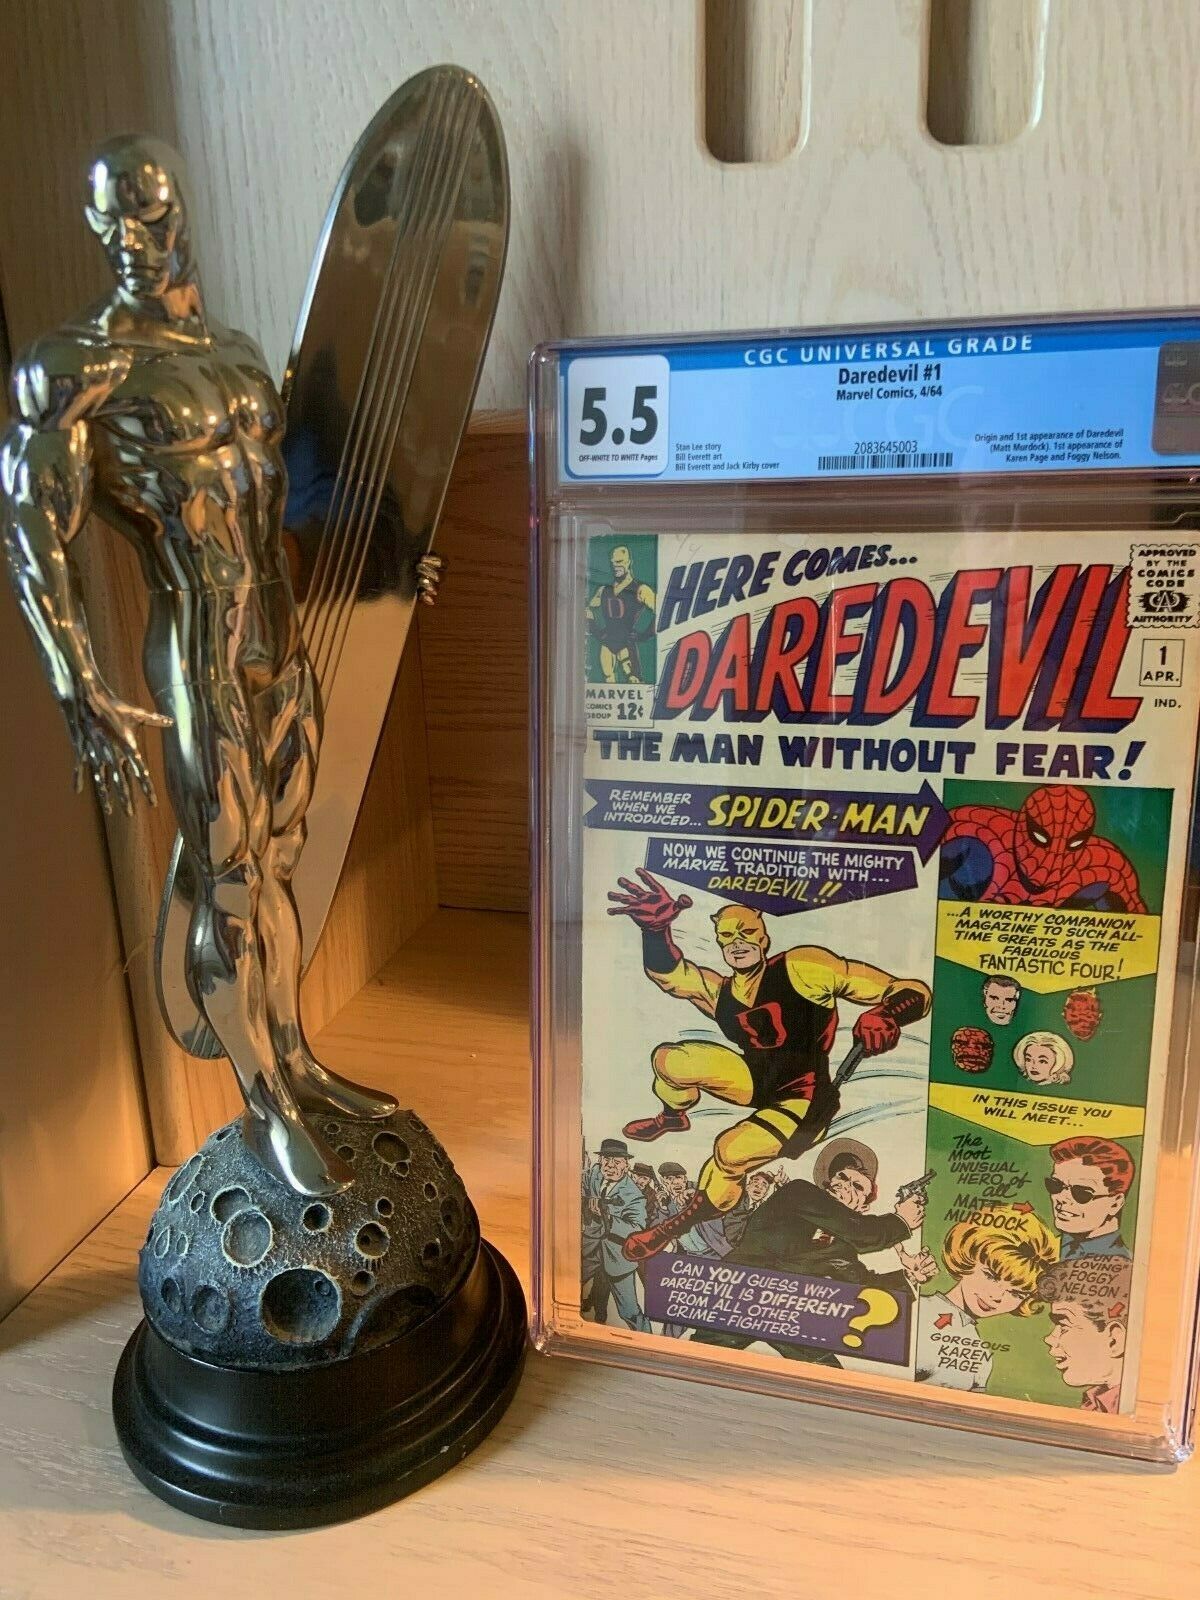 CGC UNIVERSAL GRADE
5.5
OFF-WHITE TO WHITE Pages
Daredevil #1
Marvel Comics, 4/64
Stan Lee story
Bill Everett art
Bill Everett and Jack Kirby cover
2083645003
Origin and 1st appearance of Daredevil
(Matt Murdock). 1st appearance of
Karen Page and Foggy Nelson.
HERE COMES...
DAREDEVIL
THE MAN WITHOUT FEAR!
MARVEL
COMICS
GROUP 12¢
APPROVED
BY THE
COMICS
CODE
CA
AUTHORITY
1
APR.
IND.
REMEMBER
WHEN WE
INTRODUCED... SPIDER-MAN
NOW WE CONTINUE THE MIGHTY
MARVEL TRADITION WITH...
DAREDEVIL!!
...A WORTHY COMPANION
MAGAZINE TO SUCH ALL-
TIME GREATS AS THE
FABULOUS
FANTASTIC FOUR!
IN THIS ISSUE YOU
WILL MEET...
The
Most
UNUSUAL
HERO of
all
MATT
MURDOCK
"FUN-
LOVING"
FOGGY
NELSON
GORGEOUS
KAREN
PAGE
CAN YOU GUESS WHY
DAREDEVIL IS DIFFERENT
FROM ALL OTHER
CRIME-FIGHTERS...?